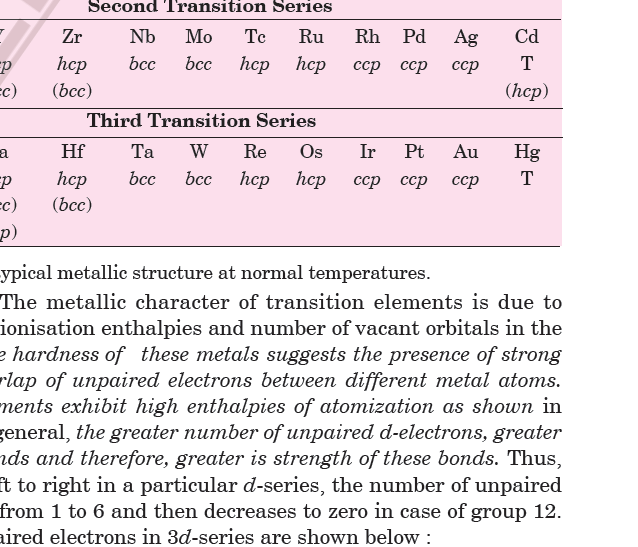 Second Transition Series
Zr Nb Mo Tc Ru Rh Pd Ag Cd
hcp bcc bcc hcp hcp ccp ccp ccp T
(bcc) (hcp)
Third Transition Series
Hf Ta W Re Os Ir Pt Au Hg
hcp bcc bcc hcp hcp ccp ccp ccp T
(bcc)
ypical metallic structure at normal temperatures.
The metallic character of transition elements is due to
ionisation enthalpies and number of vacant orbitals in the
e hardness of these metals suggests the presence of strong
rlap of unpaired electrons between different metal atoms.
ments exhibit high enthalpies of atomization as shown in
general, the greater number of unpaired d-electrons, greater
nds and therefore, greater is strength of these bonds. Thus,
ft to right in a particular d-series, the number of unpaired
from 1 to 6 and then decreases to zero in case of group 12.
aired electrons in 3d-series are shown below :